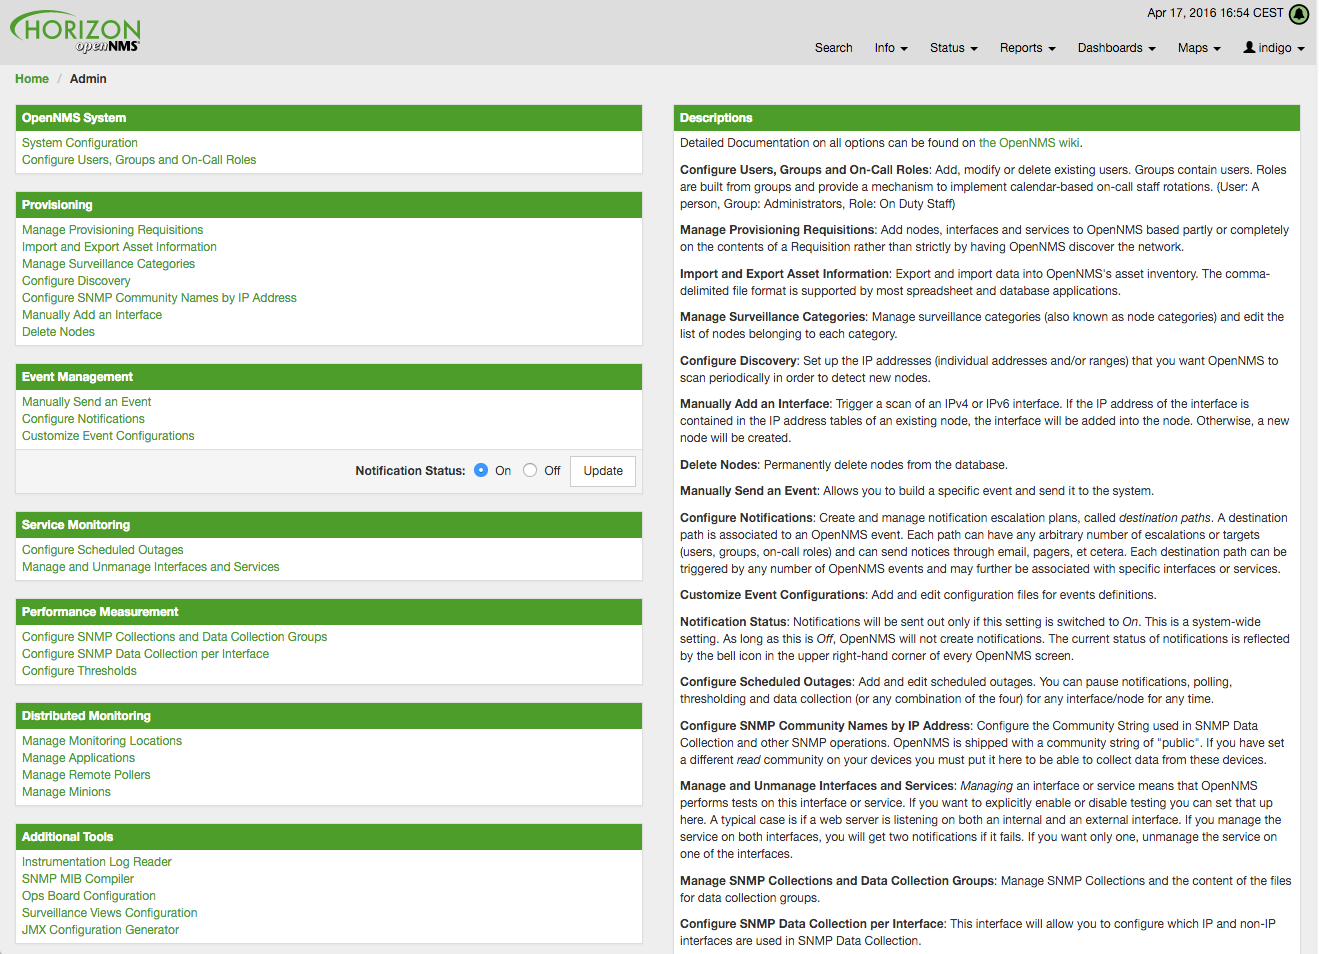 HORIZON
openNMS
Apr 17, 2016 16:54 CEST
Search Info Status Reports Dashboards Maps indigo
Home / Admin
OpenNMS System
System Configuration
Configure Users, Groups and On-Call Roles
Provisioning
Manage Provisioning Requisitions
Import and Export Asset Information
Manage Surveillance Categories
Configure Discovery
Configure SNMP Community Names by IP Address
Manually Add an Interface
Delete Nodes
Event Management
Manually Send an Event
Configure Notifications
Customize Event Configurations
Notification Status: On Off Update
Service Monitoring
Configure Scheduled Outages
Manage and Unmanage Interfaces and Services
Performance Measurement
Configure SNMP Collections and Data Collection Groups
Configure SNMP Data Collection per Interface
Configure Thresholds
Distributed Monitoring
Manage Monitoring Locations
Manage Applications
Manage Remote Pollers
Manage Minions
Additional Tools
Instrumentation Log Reader
SNMP MIB Compiler
Ops Board Configuration
Surveillance Views Configuration
JMX Configuration Generator
Descriptions
Detailed Documentation on all options can be found on the OpenNMS wiki.
Configure Users, Groups and On-Call Roles: Add, modify or delete existing users. Groups contain users. Roles
are built from groups and provide a mechanism to implement calendar-based on-call staff rotations. (User: A
person, Group: Administrators, Role: On Duty Staff)
Manage Provisioning Requisitions: Add nodes, interfaces and services to OpenNMS based partly or completely
on the contents of a Requisition rather than strictly by having OpenNMS discover the network.
Import and Export Asset Information: Export and import data into OpenNMS's asset inventory. The comma-
delimited file format is supported by most spreadsheet and database applications.
Manage Surveillance Categories: Manage surveillance categories (also known as node categories) and edit the
list of nodes belonging to each category.
Configure Discovery: Set up the IP addresses (individual addresses and/or ranges) that you want OpenNMS to
scan periodically in order to detect new nodes.
Manually Add an Interface: Trigger a scan of an IPv4 or IPv6 interface. If the IP address of the interface is
contained in the IP address tables of an existing node, the interface will be added into the node. Otherwise, a new
node will be created.
Delete Nodes: Permanently delete nodes from the database.
Manually Send an Event: Allows you to build a specific event and send it to the system.
Configure Notifications: Create and manage notification escalation plans, called destination paths. A destination
path is associated to an OpenNMS event. Each path can have any arbitrary number of escalations or targets
(users, groups, on-call roles) and can send notices through email, pagers, et cetera. Each destination path can be
triggered by any number of OpenNMS events and may further be associated with specific interfaces or services.
Customize Event Configurations: Add and edit configuration files for events definitions.
Notification Status: Notifications will be sent out only if this setting is switched to On. This is a system-wide
setting. As long as this is Off, OpenNMS will not create notifications. The current status of notifications is reflected
by the bell icon in the upper right-hand corner of every OpenNMS screen.
Configure Scheduled Outages: Add and edit scheduled outages. You can pause notifications, polling,
thresholding and data collection (or any combination of the four) for any interface/node for any time.
Configure SNMP Community Names by IP Address: Configure the Community String used in SNMP Data
Collection and other SNMP operations. OpenNMS is shipped with a community string of "public". If you have set
a different read community on your devices you must put it here to be able to collect data from these devices.
Manage and Unmanage Interfaces and Services: Managing an interface or service means that OpenNMS
performs tests on this interface or service. If you want to explicitly enable or disable testing you can set that up
here. A typical case is if a web server is listening on both an internal and an external interface. If you manage the
service on both interfaces, you will get two notifications if it fails. If you want only one, unmanage the service on
one of the interfaces.
Manage SNMP Collections and Data Collection Groups: Manage SNMP Collections and the content of the files
for data collection groups.
Configure SNMP Data Collection per Interface: This interface will allow you to configure which IP and non-IP
interfaces are used in SNMP Data Collection.